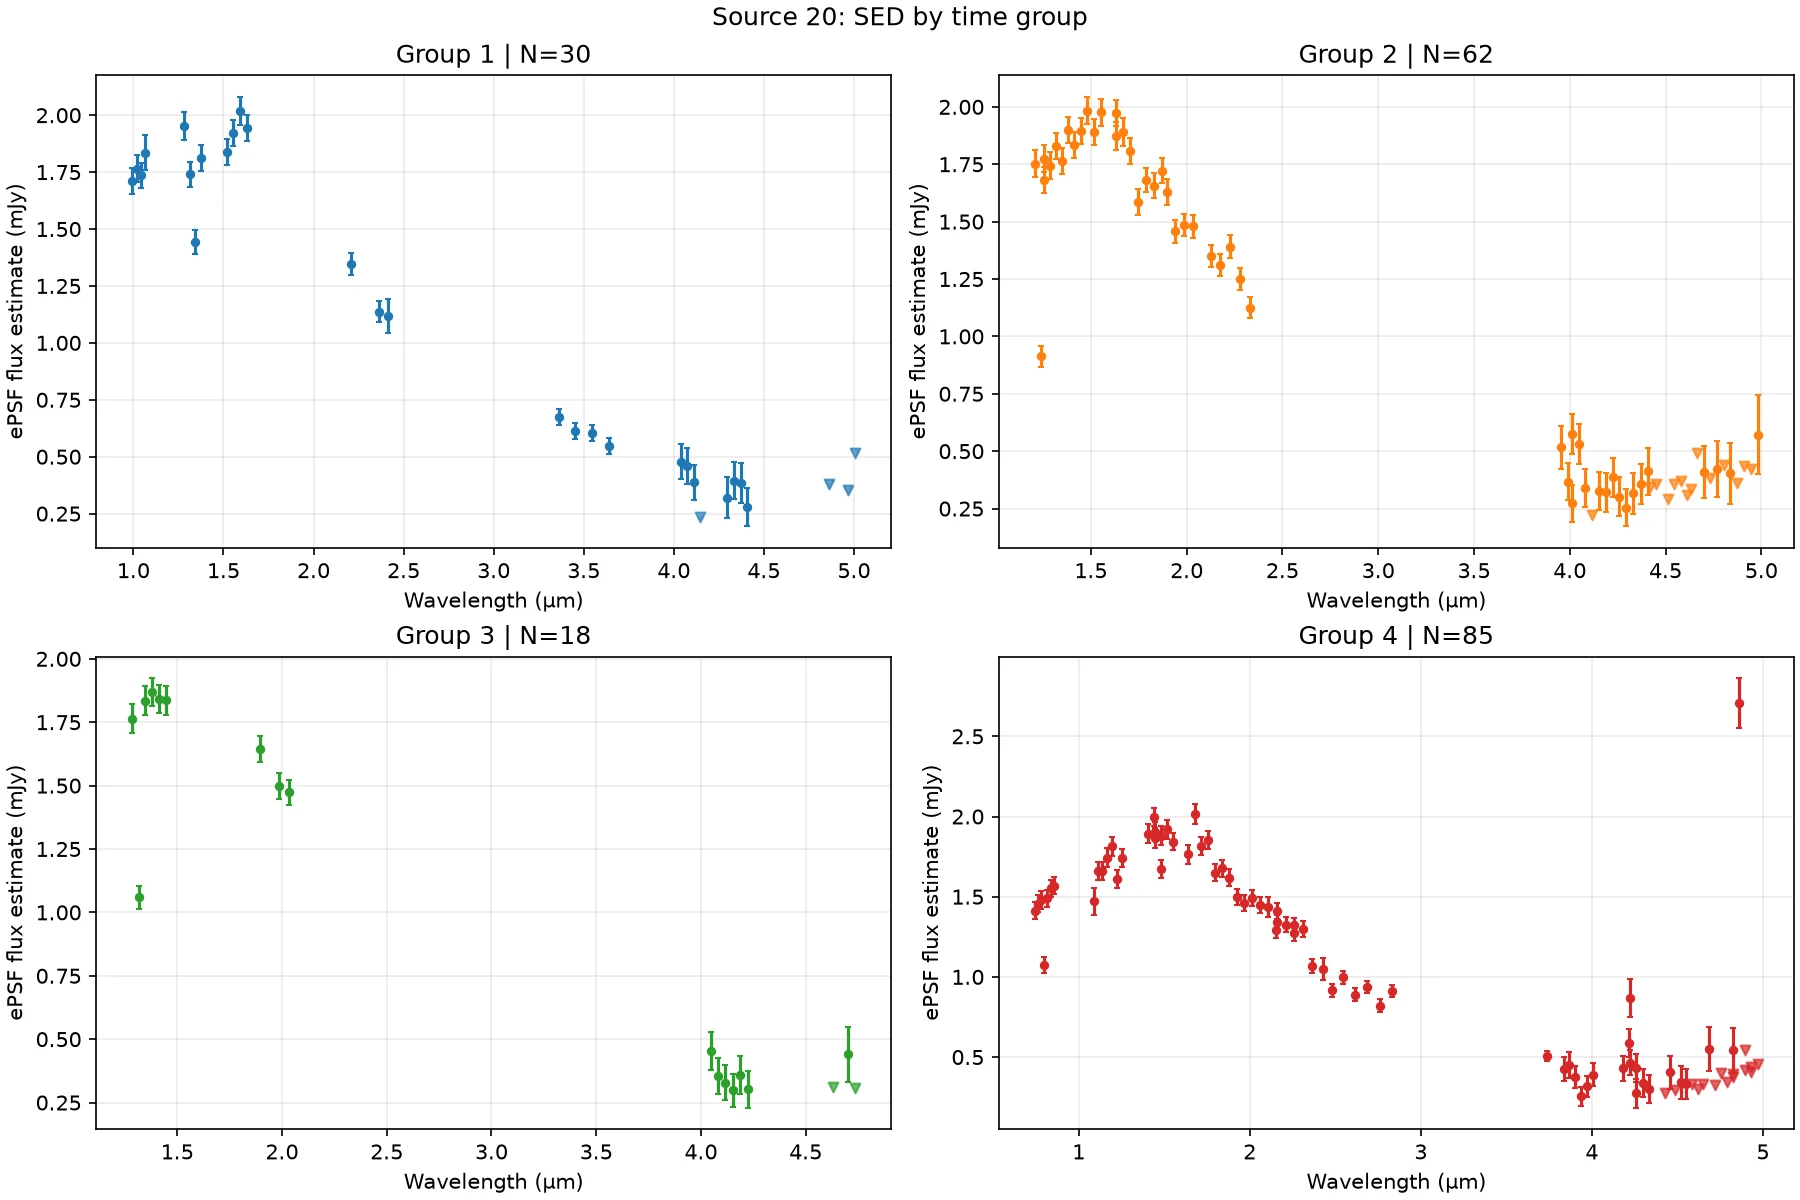 Source 20: SED by time group
Group 1 | N=30
ePSF flux estimate (mJy)
2.00
1.75
1.50
1.25
1.00
0.75
0.50
0.25
1.0 1.5 2.0 2.5 3.0 3.5 4.0 4.5 5.0
Wavelength (μm)
Group 2 | N=62
ePSF flux estimate (mJy)
2.00
1.75
1.50
1.25
1.00
0.75
0.50
0.25
1.5 2.0 2.5 3.0 3.5 4.0 4.5 5.0
Wavelength (μm)
Group 3 | N=18
ePSF flux estimate (mJy)
2.00
1.75
1.50
1.25
1.00
0.75
0.50
0.25
1.5 2.0 2.5 3.0 3.5 4.0 4.5
Wavelength (μm)
Group 4 | N=85
ePSF flux estimate (mJy)
2.5
2.0
1.5
1.0
0.5
1 2 3 4 5
Wavelength (μm)